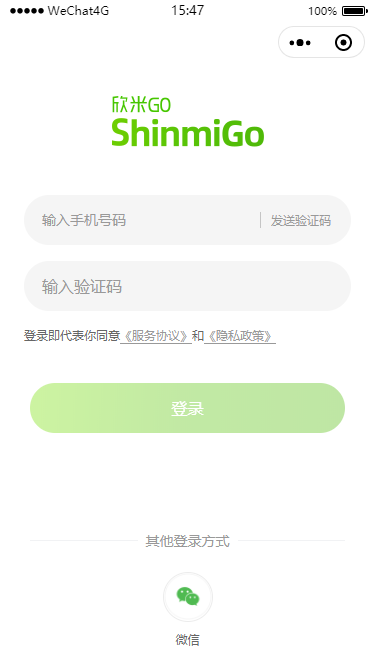 WeChat4G 15:47 100%
欣米GO
ShinmiGo
输入手机号码 发送验证码
输入验证码
登录即代表你同意《服务协议》和《隐私政策》
登录
其他登录方式
微信